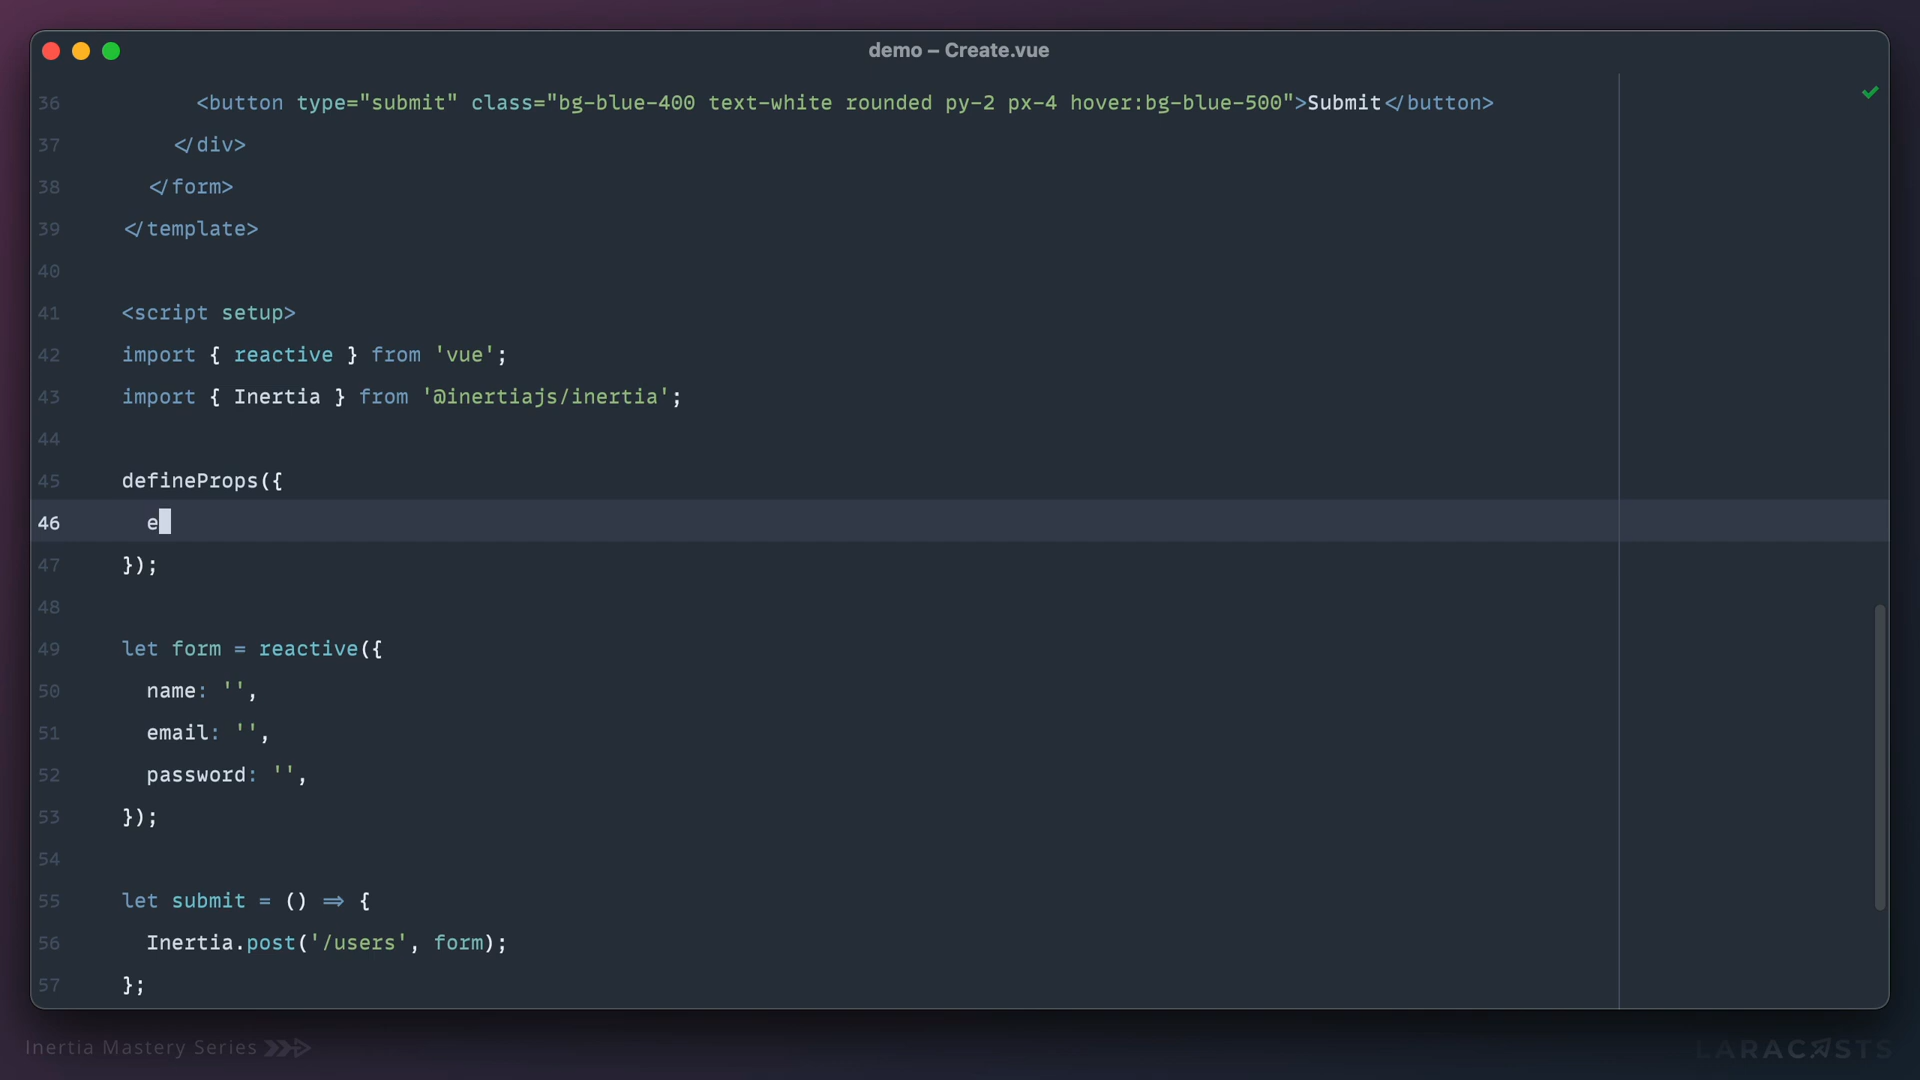 demo – Create.vue
36 <button type="submit" class="bg-blue-400 text-white rounded py-2 px-4 hover:bg-blue-500">Submit</button>
37 </div>
38 </form>
39 </template>
40
41 <script setup>
42 import { reactive } from 'vue';
43 import { Inertia } from '@inertiajs/inertia';
44
45 defineProps({
46 e
47 });
48
49 let form = reactive({
50 name: '',
51 email: '',
52 password: '',
53 });
54
55 let submit = () => {
56 Inertia.post('/users', form);
57 };
Inertia Mastery Series
LARACASTS